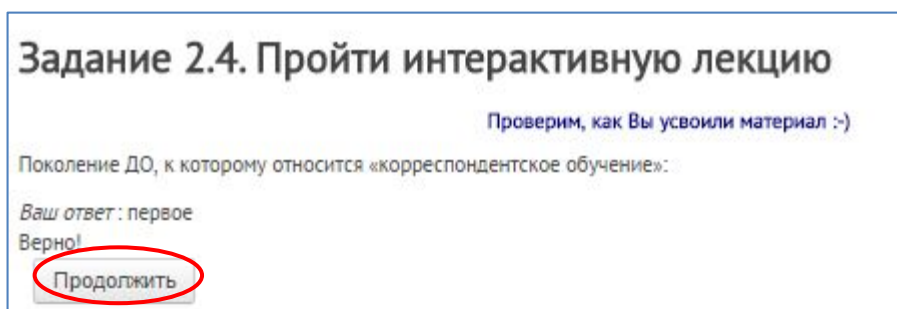 Задание 2.4. Пройти интерактивную лекцию
Проверим, как Вы усвоили материал :-)
Поколение ДО, к которому относится «корреспондентское обучение»:
Ваш ответ : первое
Верно!
Продолжить